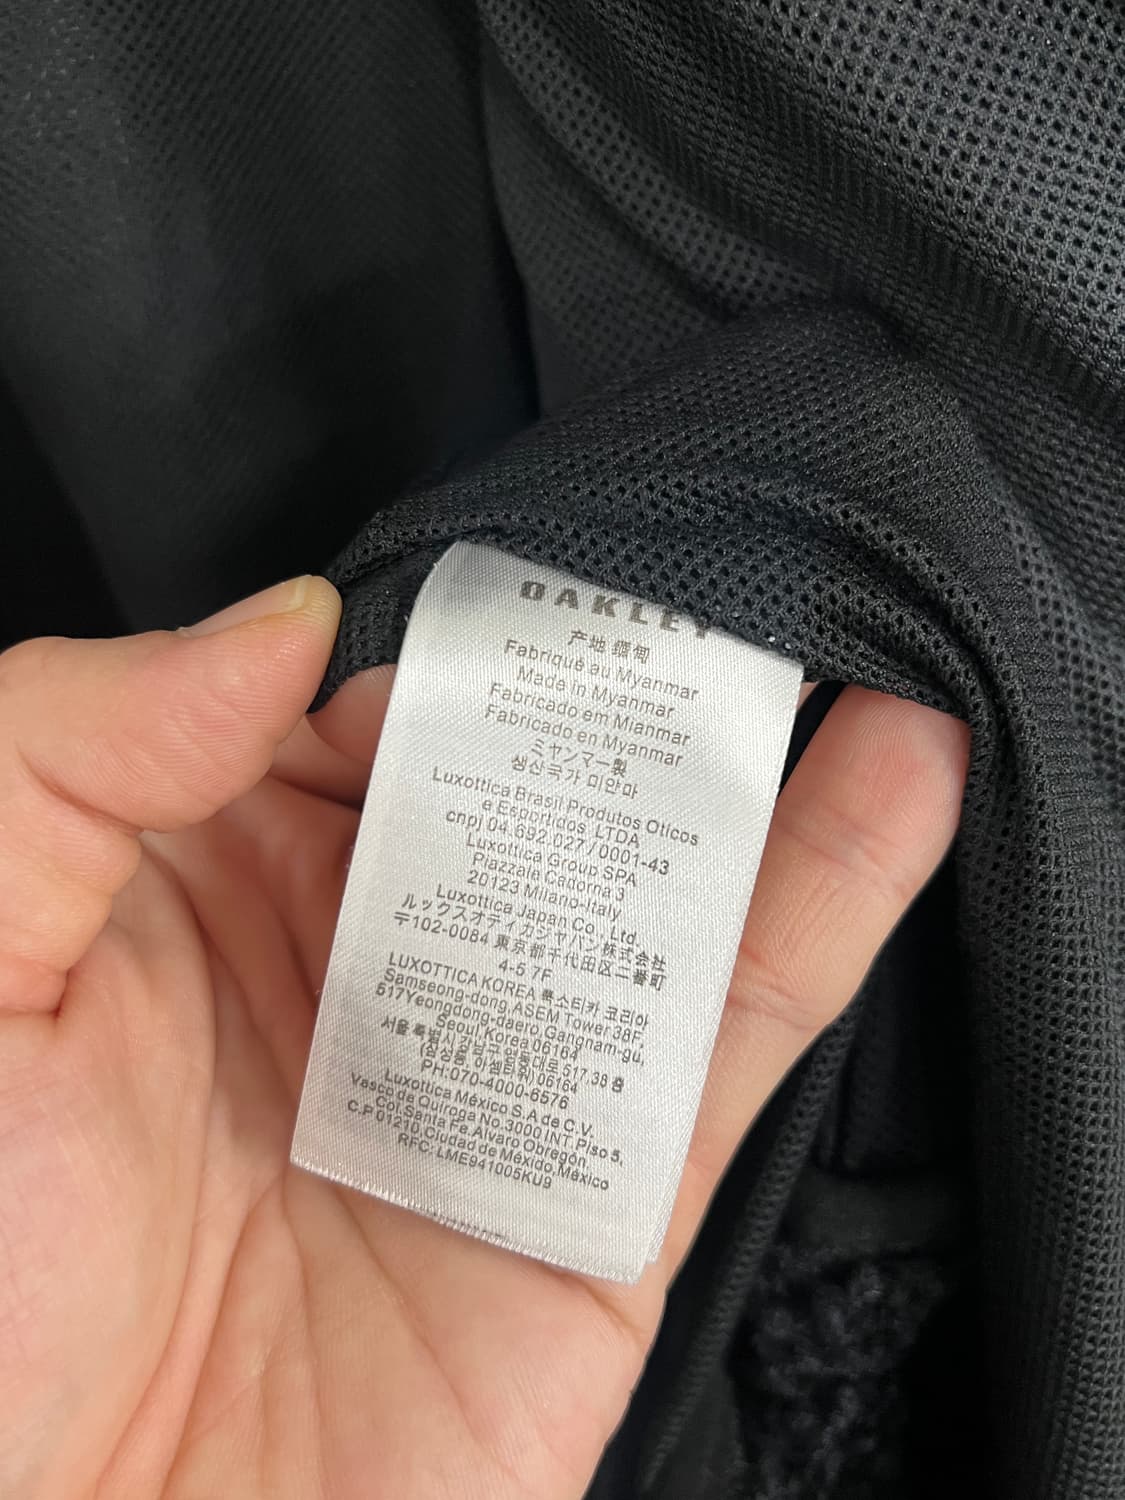 OAKLEY
产地 缅甸
Fabriqué au Myanmar
Made in Myanmar
Fabricado em Mianmar
Fabricado en Myanmar
ミャンマー製
생산국가 미얀마
Luxottica Brasil Produtos Oticos
e Esportidos LTDA
cnpj 04.692.027/0001-43
Luxottica Group SPA
Piazzale Cadorna 3
20123 Milano-Italy
Luxottica Japan Co., Ltd.
ルックスオティカジャパン株式会社
〒102-0084 東京都千代田区二番町
4-5 7F
LUXOTTICA KOREA 룩소티카 코리아
Samseong-dong, ASEM Tower 38F,
517Yeongdong-daero, Gangnam-gu,
Seoul, Korea 06164
517,38층
06164
PH:070-4000-6576
Luxottica México S.A de C.V.
Vasco de Quiroga No.3000 INT. Piso 5,
Col. Santa Fe, Alvaro Obregón
C.P 01210, Ciudad de México, México
RFC: LME941005KU9